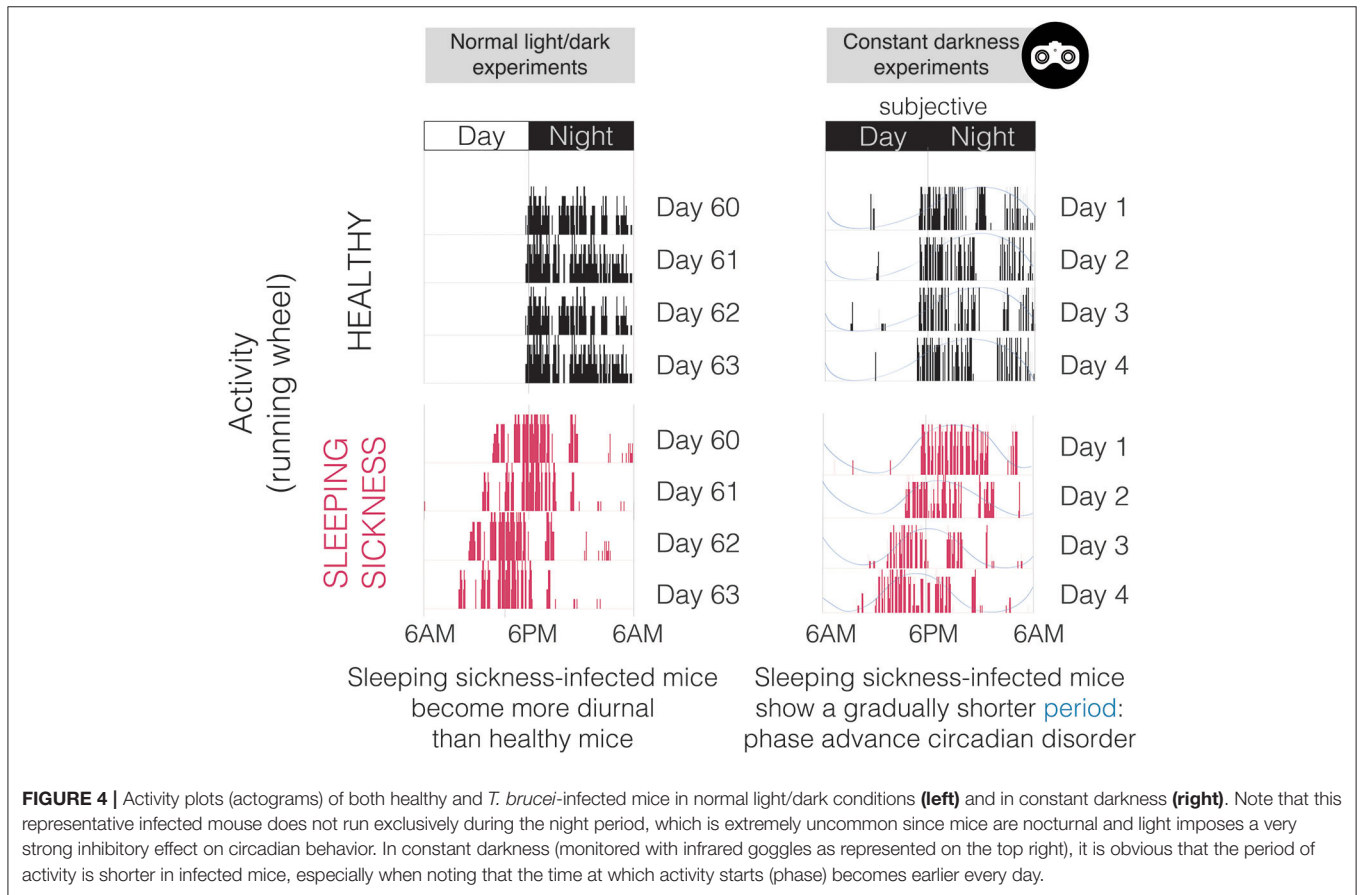 Normal light/dark
experiments
Constant darkness
experiments
subjective
Day Night
Day Night
Activity
(running wheel)
HEALTHY
Day 60
Day 61
Day 62
Day 63
Day 1
Day 2
Day 3
Day 4
SLEEPING
SICKNESS
Day 60
Day 61
Day 62
Day 63
6AM 6PM 6AM
Day 1
Day 2
Day 3
Day 4
6AM 6PM 6AM
Sleeping sickness-infected mice
become more diurnal
than healthy mice
Sleeping sickness-infected mice
show a gradually shorter period:
phase advance circadian disorder
FIGURE 4 | Activity plots (actograms) of both healthy and T. brucei-infected mice in normal light/dark conditions (left) and in constant darkness (right). Note that this
representative infected mouse does not run exclusively during the night period, which is extremely uncommon since mice are nocturnal and light imposes a very
strong inhibitory effect on circadian behavior. In constant darkness (monitored with infrared goggles as represented on the top right), it is obvious that the period of
activity is shorter in infected mice, especially when noting that the time at which activity starts (phase) becomes earlier every day.